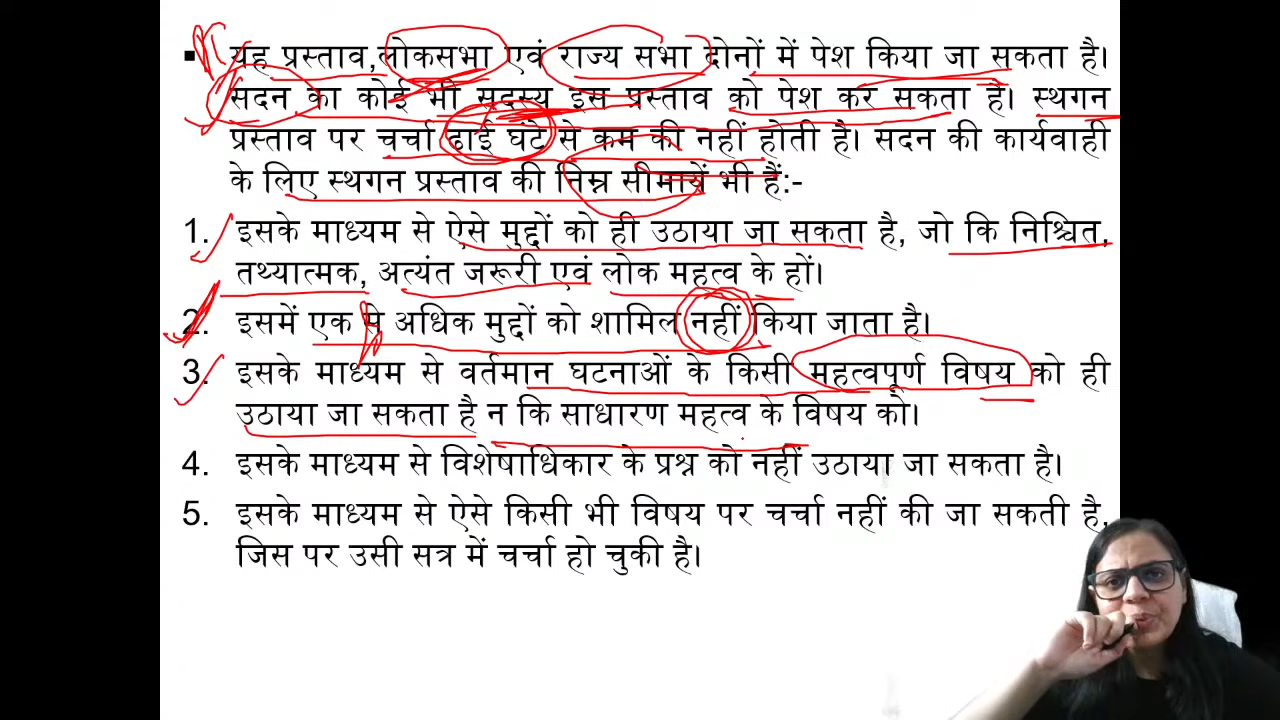 ▪ यह प्रस्ताव,लोकसभा एवं राज्य सभा दोनों में पेश किया जा सकता है।
सदन का कोई भी सदस्य इस प्रस्ताव को पेश कर सकता है। स्थगन
प्रस्ताव पर चर्चा ढाई घंटे से कम की नहीं होती है। सदन की कार्यवाही
के लिए स्थगन प्रस्ताव की निम्न सीमायें भी हैं:-
1. इसके माध्यम से ऐसे मुद्दों को ही उठाया जा सकता है, जो कि निश्चित,
तथ्यात्मक, अत्यंत जरूरी एवं लोक महत्व के हों।
2. इसमें एक से अधिक मुद्दों को शामिल नहीं किया जाता है।
3. इसके माध्यम से वर्तमान घटनाओं के किसी महत्वपूर्ण विषय को ही
उठाया जा सकता है न कि साधारण महत्व के विषय को।
4. इसके माध्यम से विशेषाधिकार के प्रश्न को नहीं उठाया जा सकता है।
5. इसके माध्यम से ऐसे किसी भी विषय पर चर्चा नहीं की जा सकती है,
जिस पर उसी सत्र में चर्चा हो चुकी है।